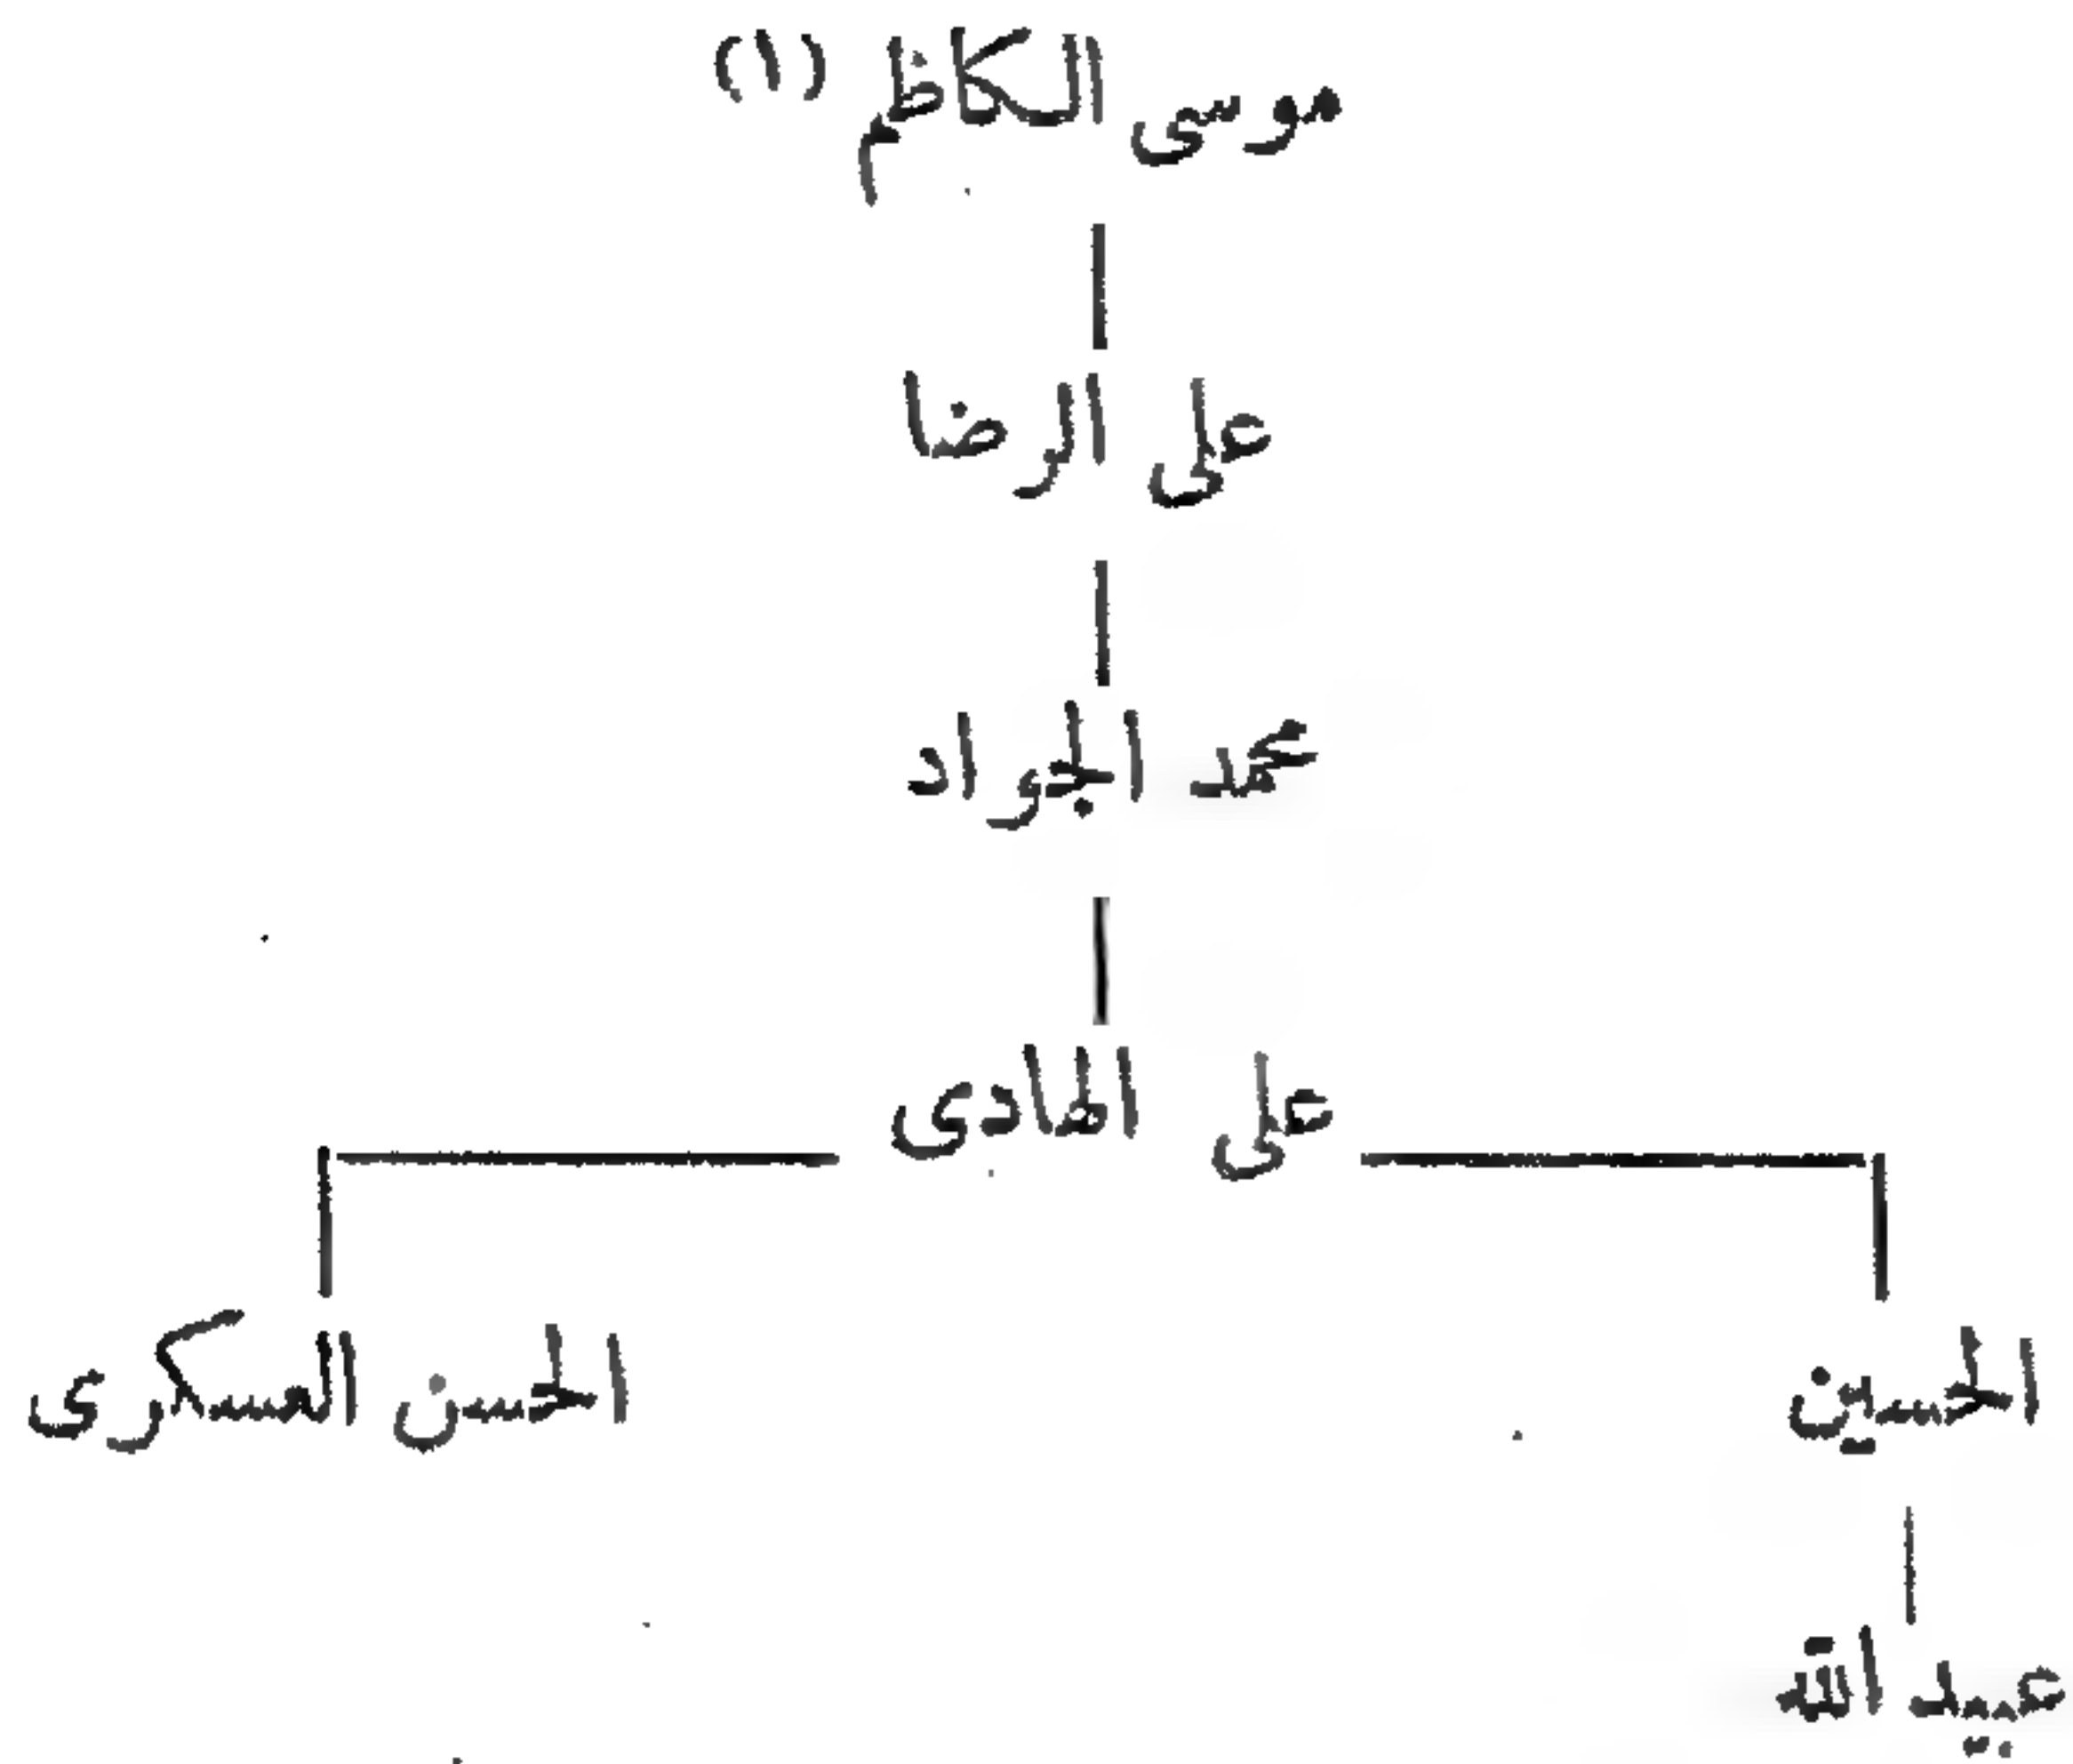 موسى الكاظم (١)
على الرضا
محمد الجواد
على الهادى
الحسين
الحسن العسكرى
عبيد الله